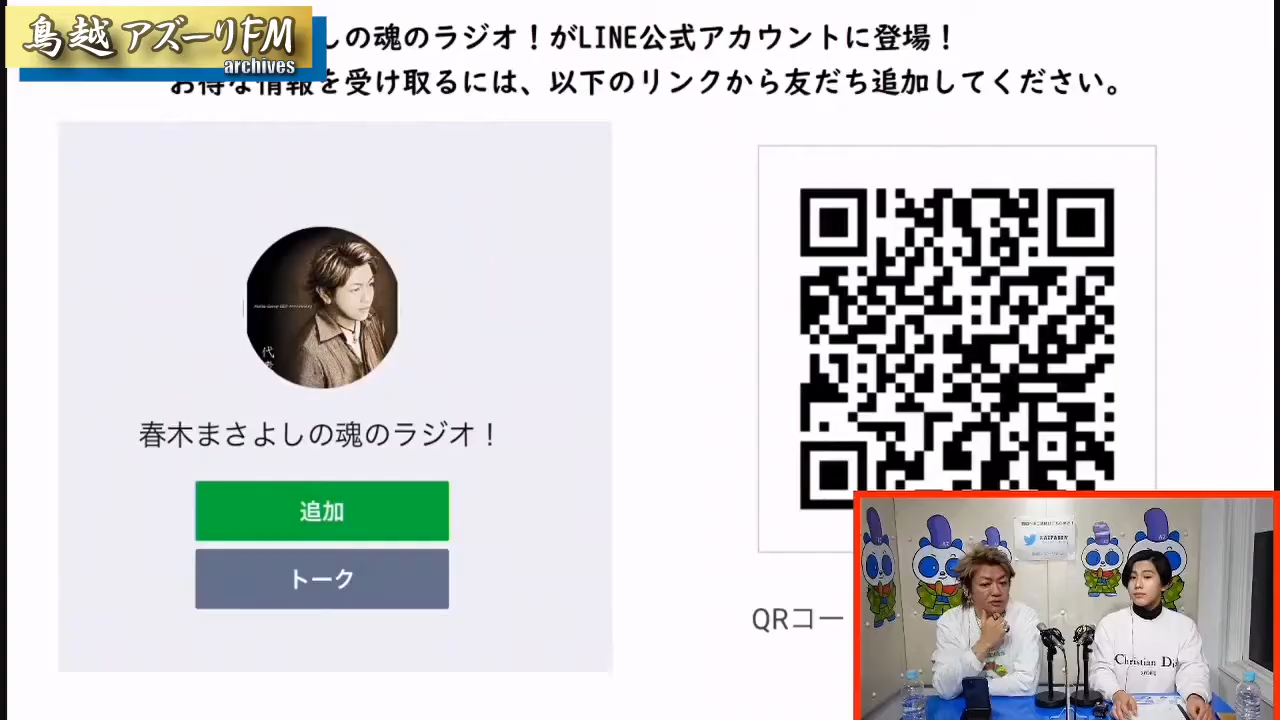 鳥越アズーリFM
archives
しの魂のラジオ！がLINE公式アカウントに登場！
お得な情報を受け取るには、以下のリンクから友だち追加してください。
代
春木まさよしの魂のラジオ！
追加
トーク
QRコー
Christian Di